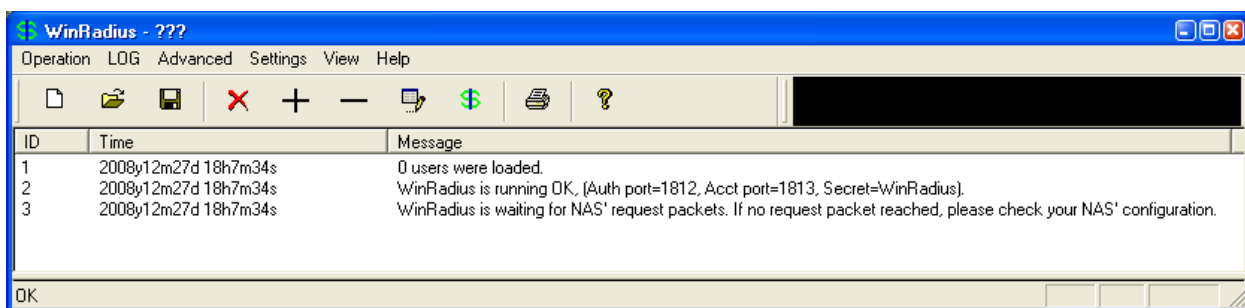 WinRadius - ???
Operation LOG Advanced Settings View Help
ID Time Message
1 2008y12m27d 18h7m34s 0 users were loaded.
2 2008y12m27d 18h7m34s WinRadius is running OK, (Auth port=1812, Acct port=1813, Secret=WinRadius).
3 2008y12m27d 18h7m34s WinRadius is waiting for NAS' request packets. If no request packet reached, please check your NAS' configuration.
OK